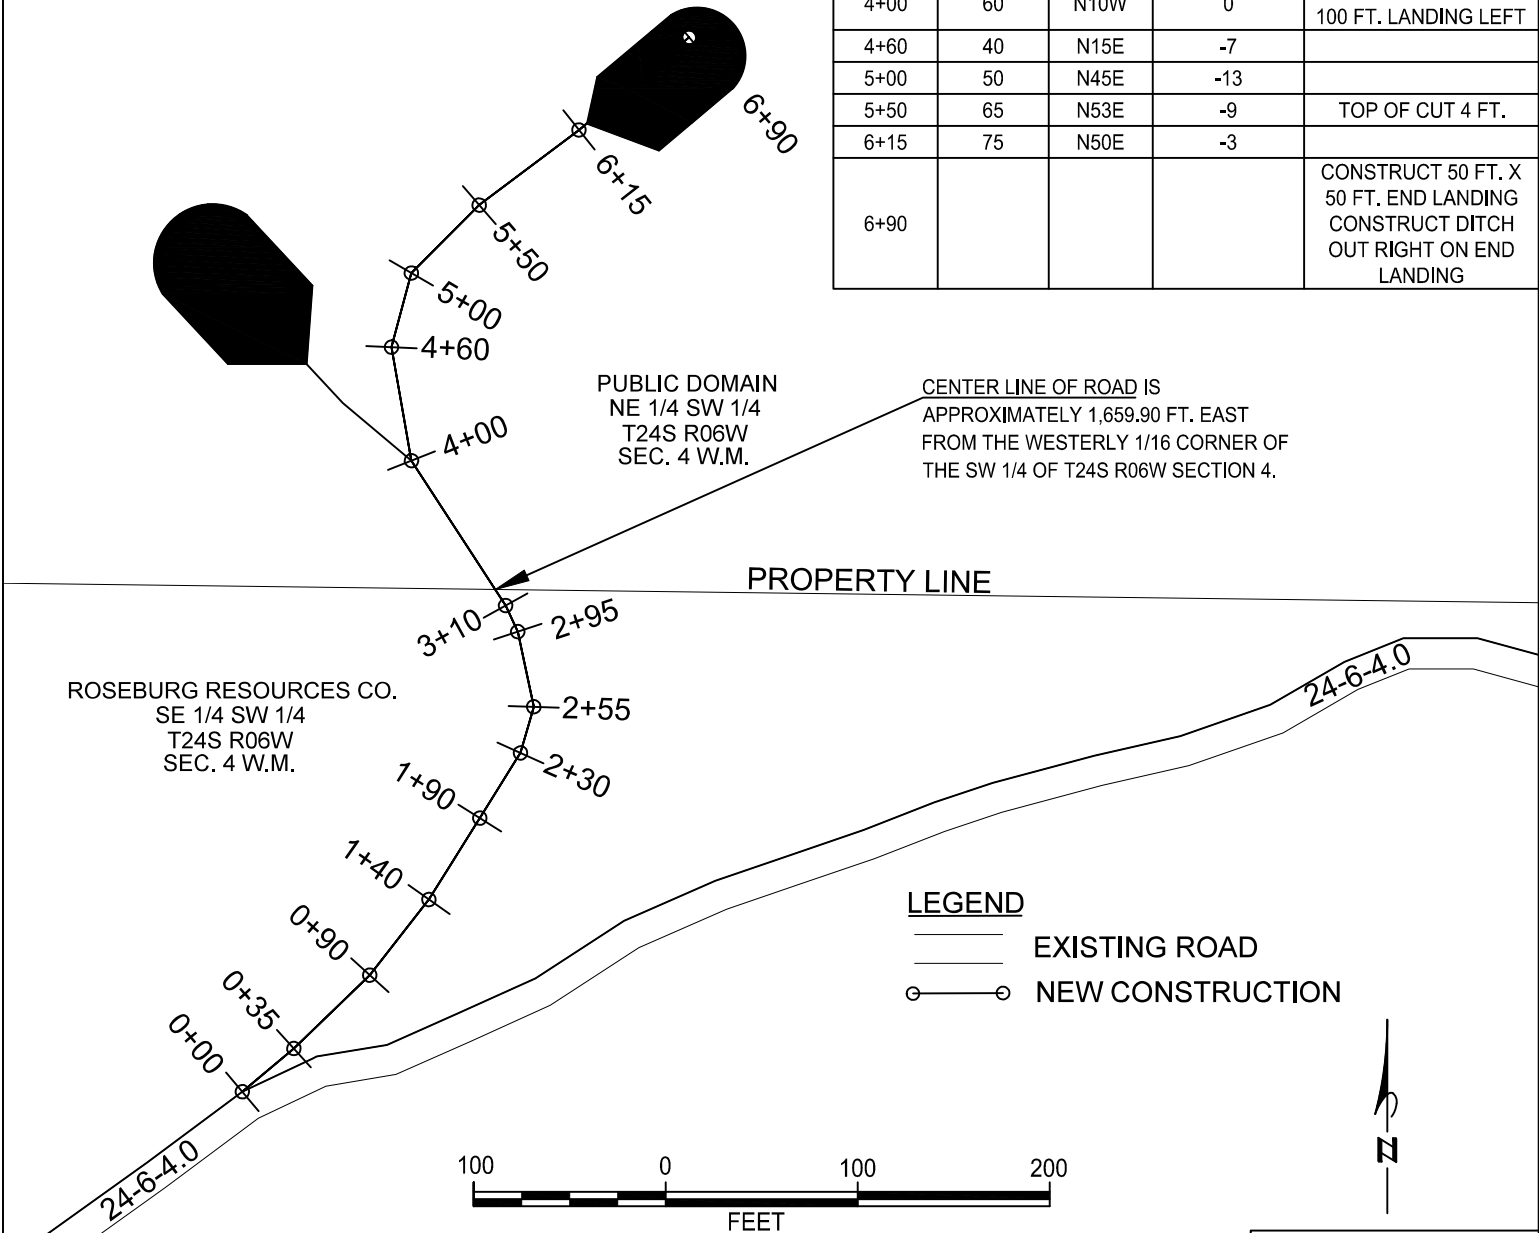 4+00 60 N10W 0 100 FT. LANDING LEFT
4+60 40 N15E -7
5+00 50 N45E -13
5+50 65 N53E -9 TOP OF CUT 4 FT.
6+15 75 N50E -3
6+90
CONSTRUCT 50 FT. X
50 FT. END LANDING
CONSTRUCT DITCH
OUT RIGHT ON END
LANDING
6+90
6+15
5+50
5+00
4+60
4+00
PUBLIC DOMAIN
NE 1/4 SW 1/4
T24S R06W
SEC. 4 W.M.
CENTER LINE OF ROAD IS
APPROXIMATELY 1,659.90 FT. EAST
FROM THE WESTERLY 1/16 CORNER OF
THE SW 1/4 OF T24S R06W SECTION 4.
PROPERTY LINE
3+10
2+95
ROSEBURG RESOURCES CO.
SE 1/4 SW 1/4
T24S R06W
SEC. 4 W.M.
24-6-4.0
2+55
2+30
1+90
1+40
0+90
0+35
0+00
LEGEND
EXISTING ROAD
NEW CONSTRUCTION
24-6-4.0
100 0 100 200
FEET
N